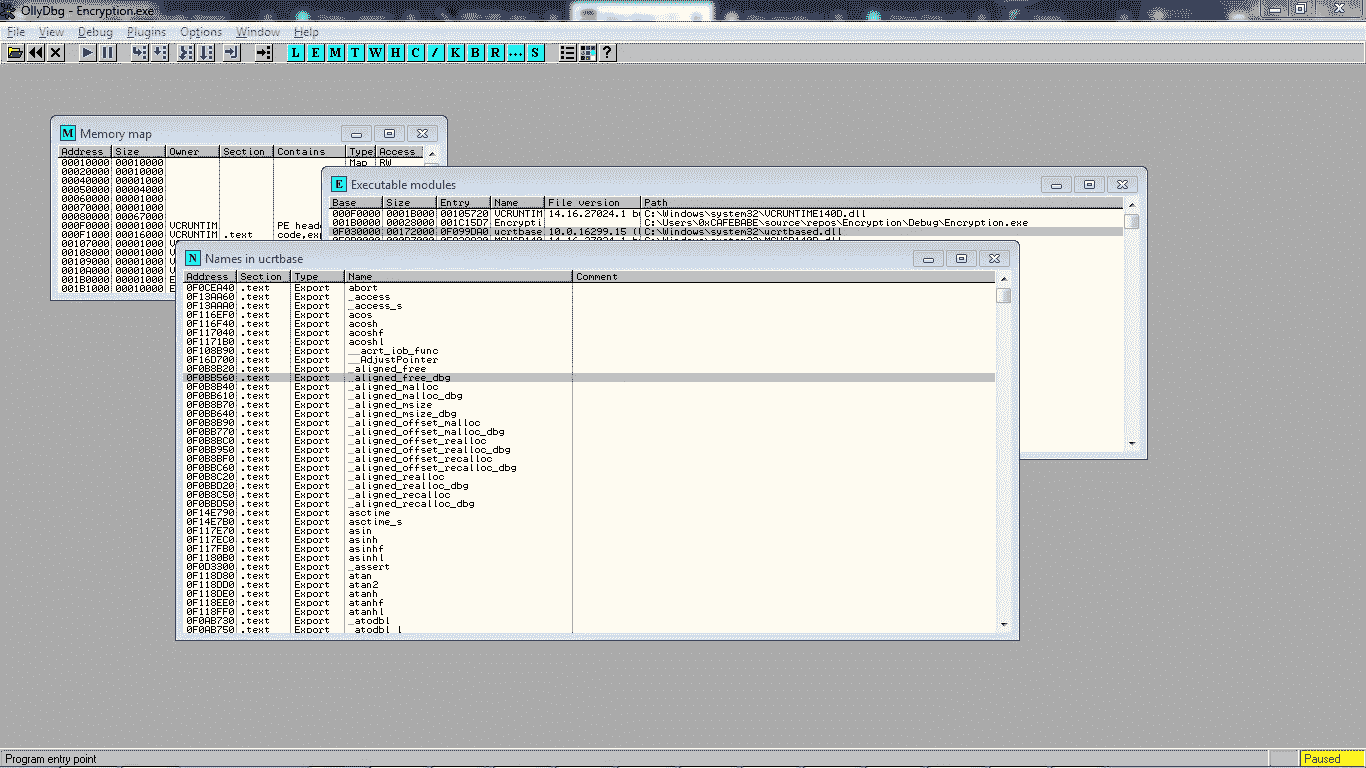 OllyDbg - Encryption.exe
File View Debug Plugins Options Window Help
L E M T W H C / K B R ... S ?
M Memory map
Address Size Owner Section Contains Type Access
00010000 00010000 Map RW
00020000 00010000
00040000 00001000
00050000 00004000
00060000 00001000
00070000 00001000
00080000 00067000
000F0000 00001000 VCRUNTIM PE heade
000F1000 00016000 VCRUNTIM .text code,ex
00107000 00001000 V
00108000 00001000 V
00109000 00001000 V
0010A000 00001000 V
001B0000 00001000 E
001B1000 00010000 E
E Executable modules
Base Size Entry Name File version Path
000F0000 0001B000 00105720 VCRUNTIM 14.16.27024.1 bu C:\Windows\system32\VCRUNTIME140D.dll
001B0000 00023000 001C15D7 Encrypti C:\Users\0xCAFEBABE\source\repos\Encryption\Debug\Encryption.exe
0F030000 00172000 0F099DA0 ucrtbase 10.0.16299.15 (W C:\Windows\system32\ucrtbased.dll
N Names in ucrtbase
Address Section Type Name Comment
0F0CEA40 .text Export abort
0F13AA60 .text Export _access
0F13AAA0 .text Export _access_s
0F116EF0 .text Export acos
0F116F40 .text Export acosh
0F117040 .text Export acoshf
0F1171B0 .text Export acoshl
0F108B90 .text Export __acrt_iob_func
0F16D700 .text Export __AdjustPointer
0F0B8B20 .text Export _aligned_free
0F0BB560 .text Export _aligned_free_dbg
0F0B8B40 .text Export _aligned_malloc
0F0BB610 .text Export _aligned_malloc_dbg
0F0B8B70 .text Export _aligned_msize
0F0BB640 .text Export _aligned_msize_dbg
0F0B8B90 .text Export _aligned_offset_malloc
0F0BB770 .text Export _aligned_offset_malloc_dbg
0F0B8BC0 .text Export _aligned_offset_realloc
0F0BB950 .text Export _aligned_offset_realloc_dbg
0F0B8BF0 .text Export _aligned_offset_recalloc
0F0BBC60 .text Export _aligned_offset_recalloc_dbg
0F0B8C20 .text Export _aligned_realloc
0F0BBD20 .text Export _aligned_realloc_dbg
0F0B8C50 .text Export _aligned_recalloc
0F0BBD50 .text Export _aligned_recalloc_dbg
0F14E790 .text Export asctime
0F14E7B0 .text Export asctime_s
0F117E70 .text Export asin
0F117EC0 .text Export asinh
0F117FB0 .text Export asinhf
0F1180B0 .text Export asinhl
0F0D3300 .text Export _assert
0F118D80 .text Export atan
0F118DD0 .text Export atan2
0F118DE0 .text Export atanh
0F118EE0 .text Export atanhf
0F118FF0 .text Export atanhl
0F0AB730 .text Export _atodbl
0F0AB750 .text Export _atodbl_l
Program entry point
Paused